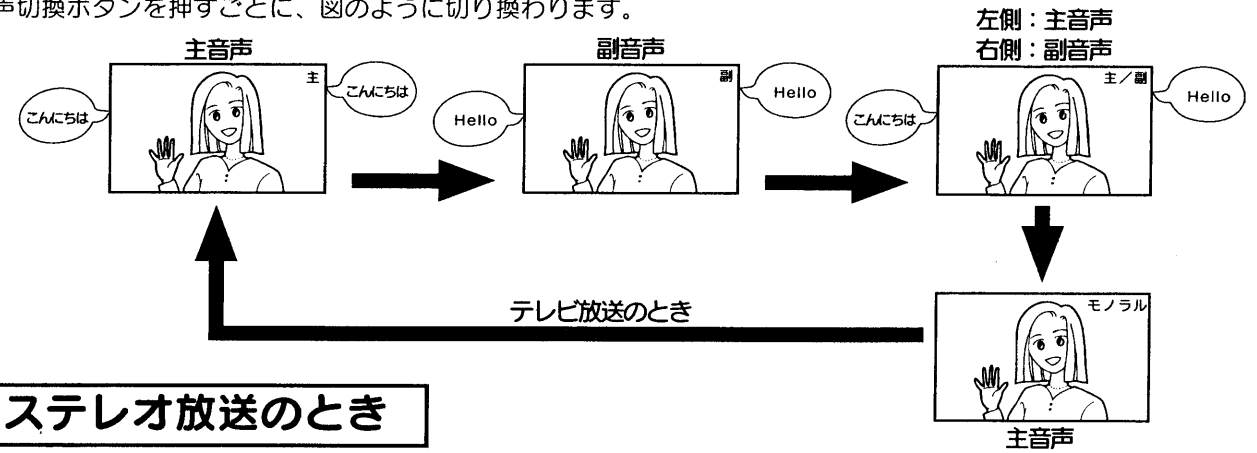 声切換ボタンを押すごとに、図のように切り換わります。
主音声
主
こんにちは
こんにちは
副音声
副
Hello
Hello
左側：主音声
右側：副音声
主／副
こんにちは
Hello
モノラル
主音声
テレビ放送のとき
ステレオ放送のとき